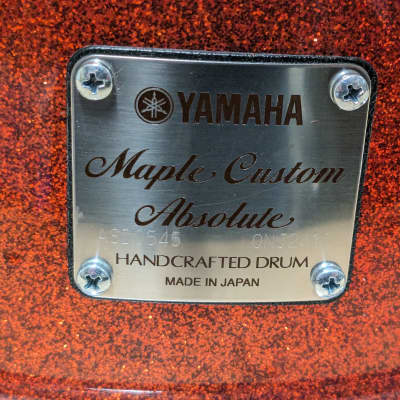 YAMAHA
Maple Custom
Absolute
HANDCRAFTED DRUM
MADE IN JAPAN